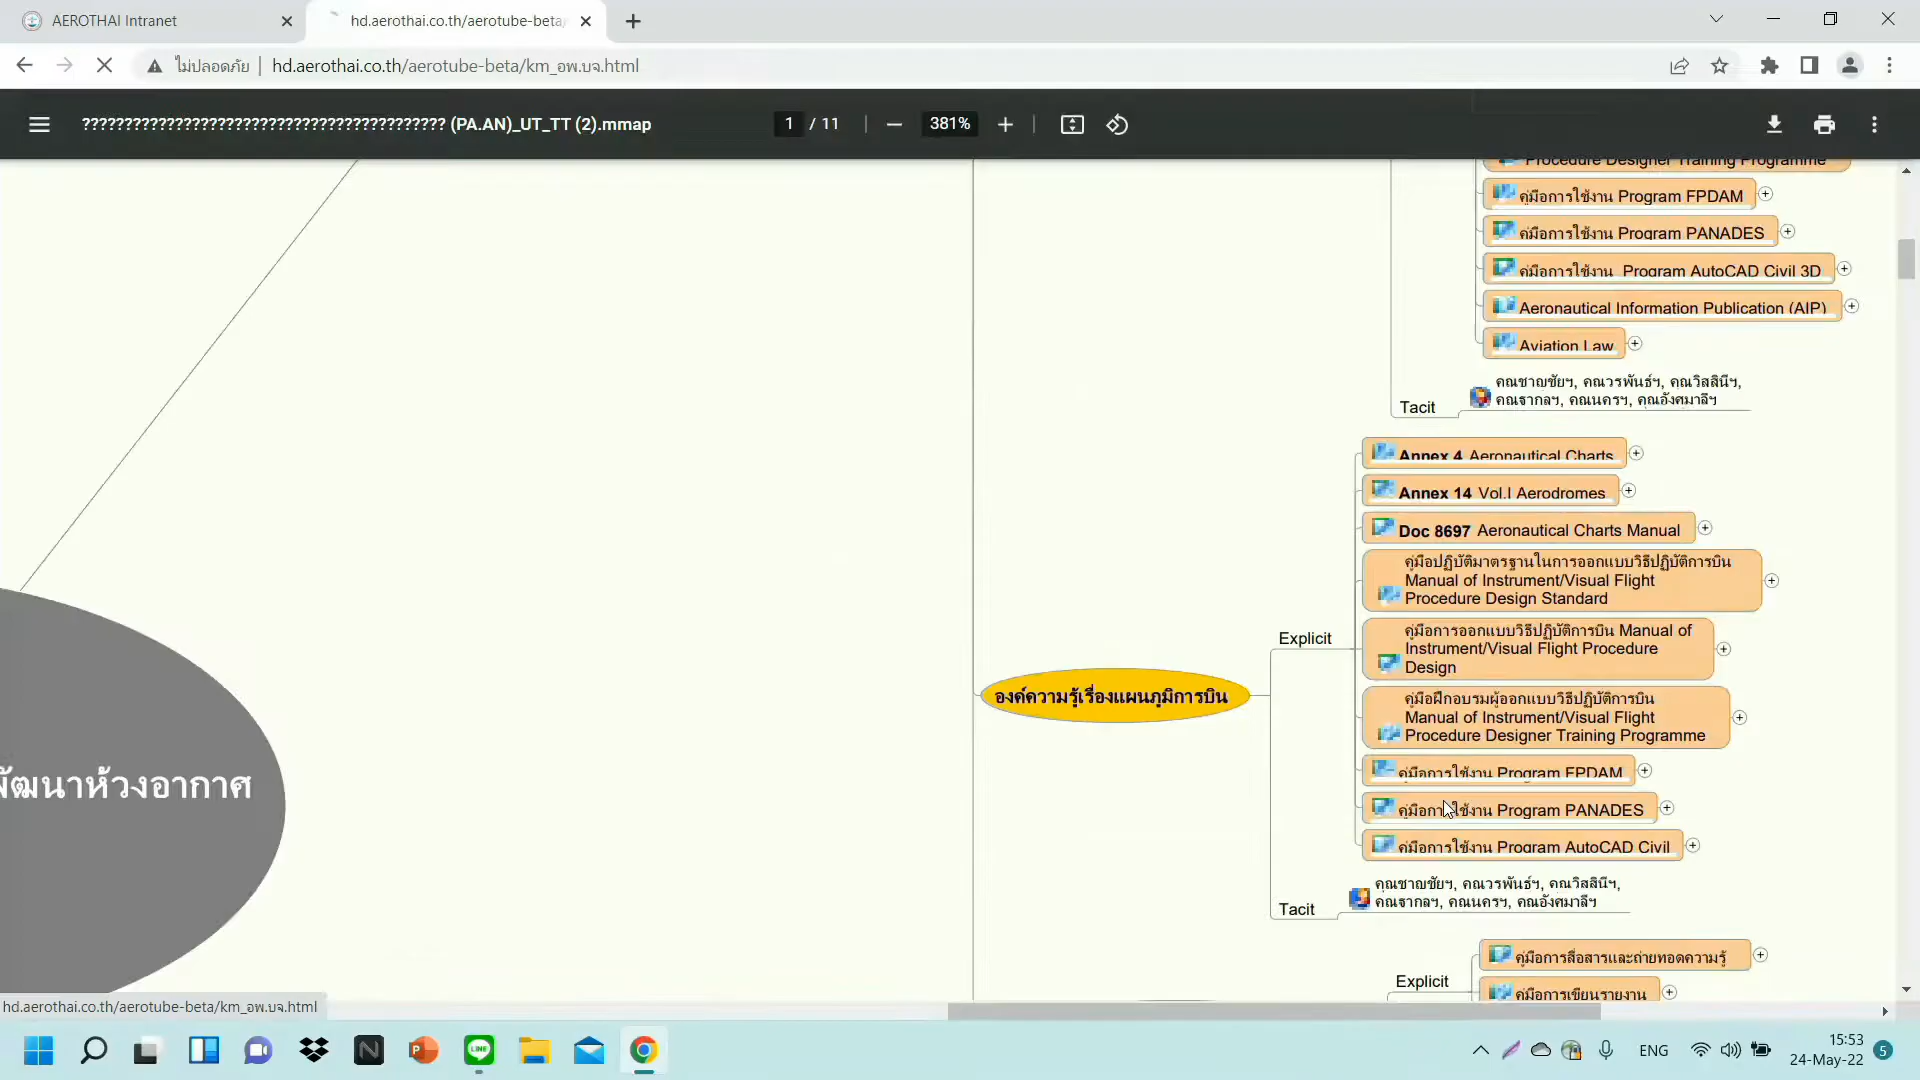 AEROTHAI Intranet
hd.aerothai.co.th/aerotube-beta/
ไม่ปลอดภัย
hd.aerothai.co.th/aerotube-beta/km_อพ.บจ.html
??????????????????????????????????????????? (PA.AN)_UT_TT (2).mmap
1 / 11
381%
Procedure Designer Training Programme
คู่มือการใช้งาน Program FPDAM
คู่มือการใช้งาน Program PANADES
คู่มือการใช้งาน Program AutoCAD Civil 3D
Aeronautical Information Publication (AIP)
Aviation Law
คุณชาญชัยฯ, คุณวรพันธ์ฯ, คุณวิสสินีฯ,
คุณจากลฯ, คุณนครฯ, คุณอังศุมาลีฯ
Tacit
Annex 4 Aeronautical Charts
Annex 14 Vol.I Aerodromes
Doc 8697 Aeronautical Charts Manual
คู่มือปฏิบัติมาตรฐานในการออกแบบวิธีปฏิบัติการบิน
Manual of Instrument/Visual Flight
Procedure Design Standard
Explicit
คู่มือการออกแบบวิธีปฏิบัติการบิน Manual of
Instrument/Visual Flight Procedure
Design
องค์ความรู้เรื่องแผนภูมิการบิน
คู่มือฝึกอบรมผู้ออกแบบวิธีปฏิบัติการบิน
Manual of Instrument/Visual Flight
Procedure Designer Training Programme
คู่มือการใช้งาน Program FPDAM
พัฒนาห้วงอากาศ
คู่มือการใช้งาน Program PANADES
คู่มือการใช้งาน Program AutoCAD Civil
คุณชาญชัยฯ, คุณวรพันธ์ฯ, คุณวิสสินีฯ,
คุณจากลฯ, คุณนครฯ, คุณอังศุมาลีฯ
Tacit
คู่มือการสื่อสารและถ่ายทอดความรู้
Explicit
คู่มือการเขียนรายงาน
hd.aerothai.co.th/aerotube-beta/km_อพ.บจ.html
LINE
ENG
15:53
24-May-22
5